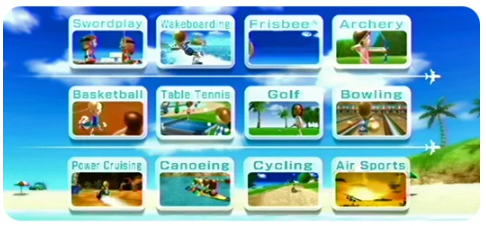 Swordplay Wakeboarding Frisbee Archery
Basketball Table Tennis Golf Bowling
Power Cruising Canoeing Cycling Air Sports